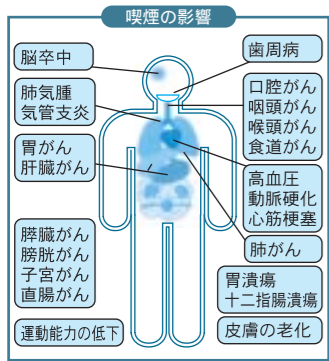 喫煙の影響
脳卒中
肺気腫
気管支炎
胃がん
肝臓がん
膵臓がん
膀胱がん
子宮がん
直腸がん
運動能力の低下
歯周病
口腔がん
咽頭がん
喉頭がん
食道がん
高血圧
動脈硬化
心筋梗塞
肺がん
胃潰瘍
十二指腸潰瘍
皮膚の老化